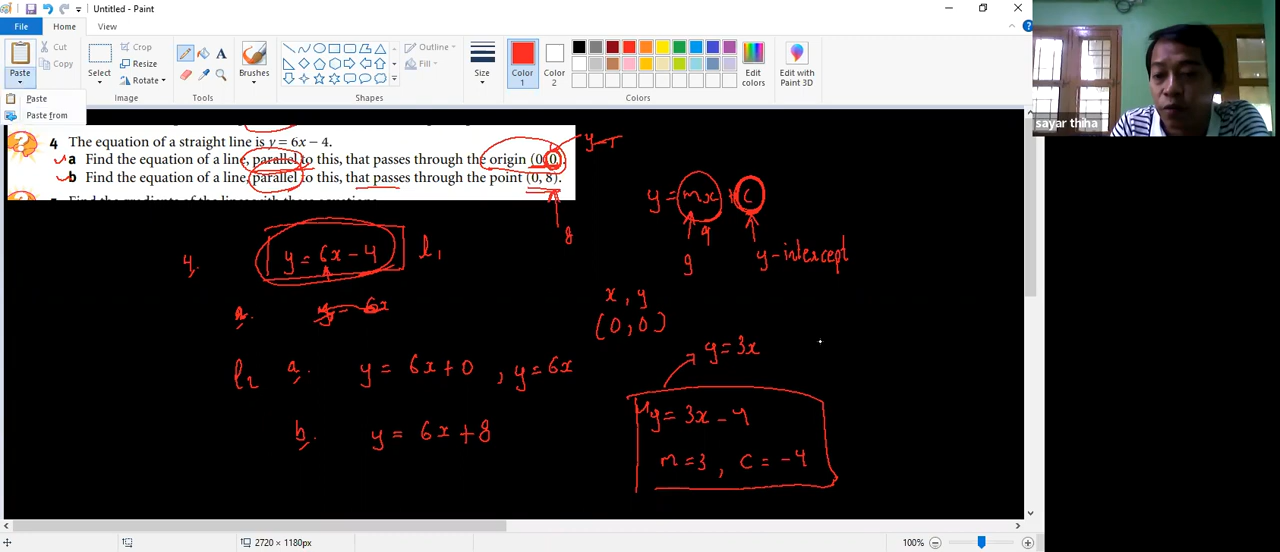 Untitled - Paint
File Home View
Paste
Cut
Copy
Select
Crop
Resize
Rotate
Brushes
Outline
Fill
Size
Color 1
Color 2
Edit colors
Edit with Paint 3D
Image
Tools
Shapes
Colors
Paste
Paste from
sayar thiha
4 The equation of a straight line is y = 6x − 4.
a Find the equation of a line, parallel to this, that passes through the origin (0, 0).
b Find the equation of a line, parallel to this, that passes through the point (0, 8).
8
y = mx + c
g
y-intercept
4. y = 6x − 4 l₁
a. y = 6x
x, y
(0, 0)
l₂ a. y = 6x + 0, y = 6x
b. y = 6x + 8
y = 3x
y = 3x − 4
m = 3, c = −4
2720 × 1180px
100%